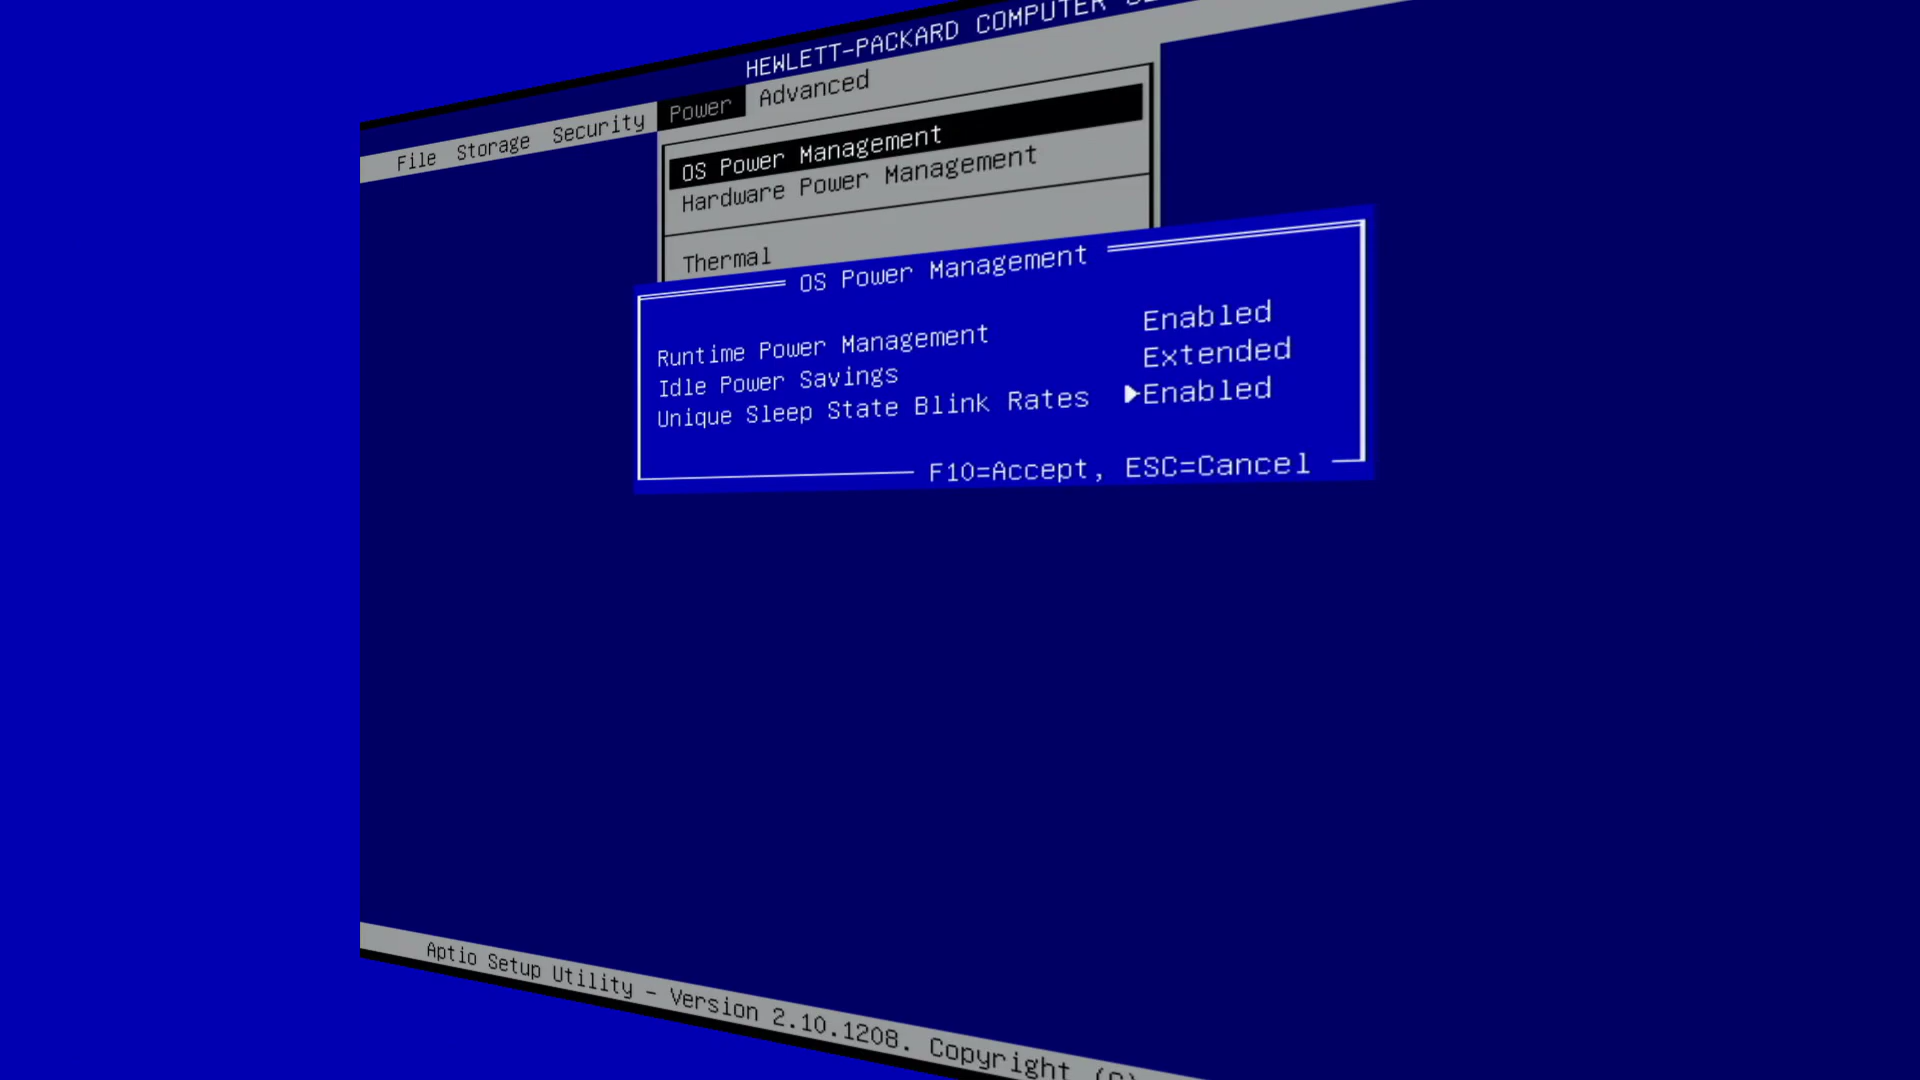 HEWLETT-PACKARD COMPUTER
File Storage Security Power Advanced
OS Power Management
Hardware Power Management
Thermal
OS Power Management
Runtime Power Management Enabled
Idle Power Savings Extended
Unique Sleep State Blink Rates ▶Enabled
F10=Accept, ESC=Cancel
Aptio Setup Utility - Version 2.10.1208. Copyright